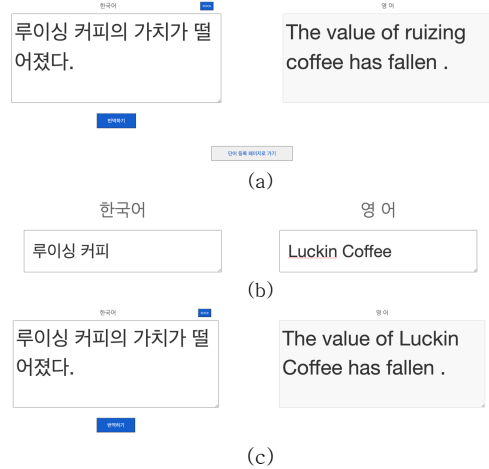 한국어
영 어
루이싱 커피의 가치가 떨
어졌다.
The value of ruizing
coffee has fallen .
번역하기
단어 등록 페이지로 가기
(a)
한국어
영 어
루이싱 커피
Luckin Coffee
(b)
한국어
영 어
루이싱 커피의 가치가 떨
어졌다.
The value of Luckin
Coffee has fallen .
번역하기
(c)